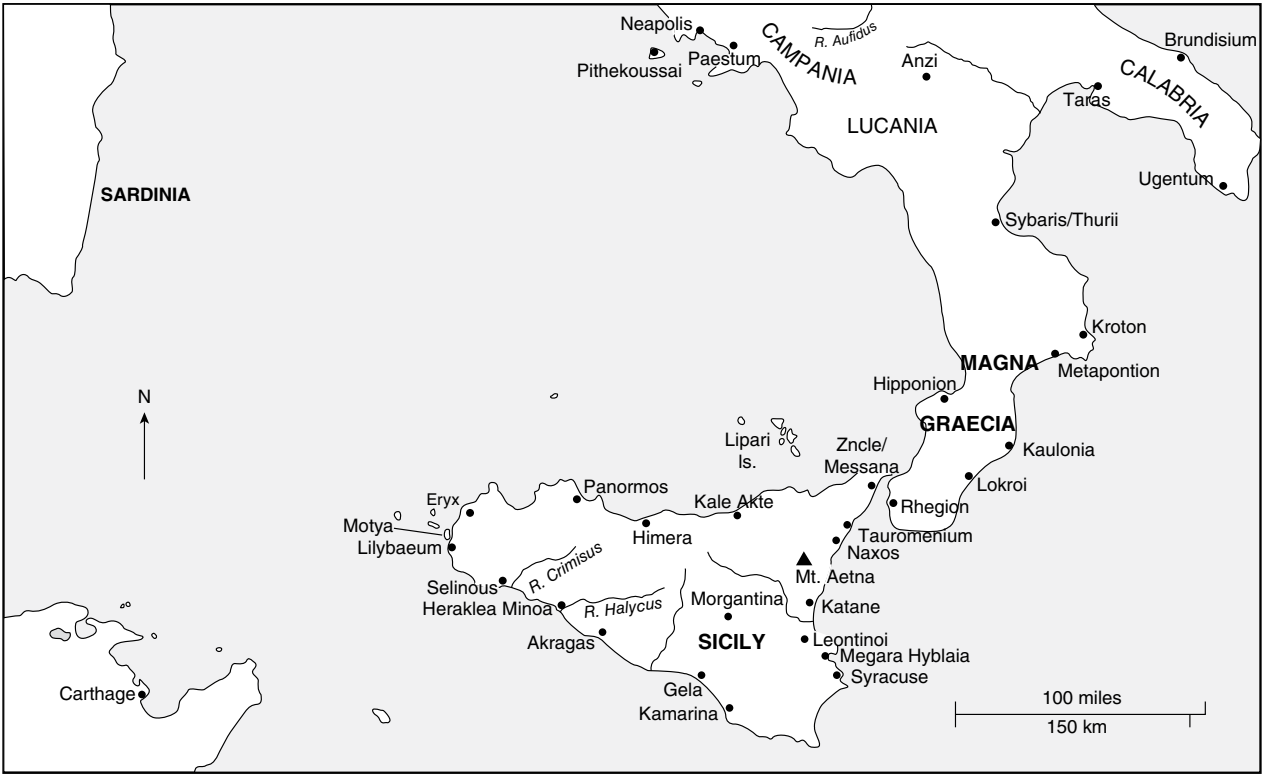 Neapolis
R. Aufidus
Brundisium
CAMPANIA
Paestum
Anzi
Pithekoussai
CALABRIA
Taras
LUCANIA
Ugentum
SARDINIA
Sybaris/Thurii
Kroton
MAGNA
Metapontion
Hipponion
N
GRAECIA
Lipari
Is.
Zncle/
Messana
Kaulonia
Lokroi
Panormos
Eryx
Kale Akte
Rhegion
Motya
Himera
Tauromenium
Lilybaeum
Naxos
R. Crimisus
Mt. Aetna
Selinous
Heraklea Minoa
R. Halycus
Morgantina
Katane
Akragas
SICILY
Leontinoi
Megara Hyblaia
Syracuse
Gela
Carthage
Kamarina
100 miles
150 km